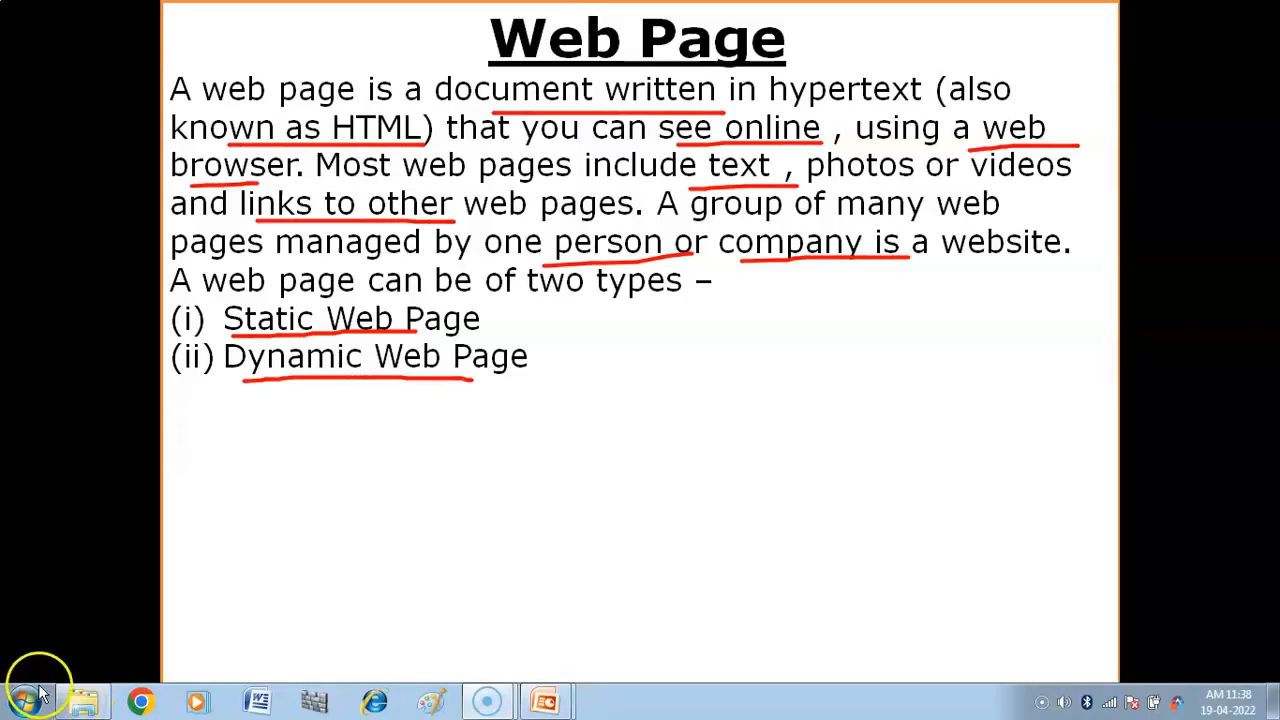 Web Page
A web page is a document written in hypertext (also
known as HTML) that you can see online , using a web
browser. Most web pages include text , photos or videos
and links to other web pages. A group of many web
pages managed by one person or company is a website.
A web page can be of two types –
(i) Static Web Page
(ii) Dynamic Web Page
AM 11:38
19-04-2022